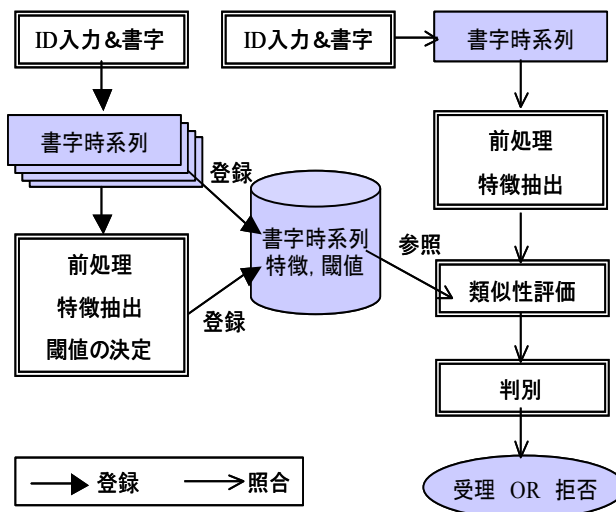 ID入力&書字
書字時系列
前処理
特徴抽出
閾値の決定
登録
登録
書字時系列
特徴, 閾値
参照
ID入力&書字
書字時系列
前処理
特徴抽出
類似性評価
判別
受理 OR 拒否
登録 照合